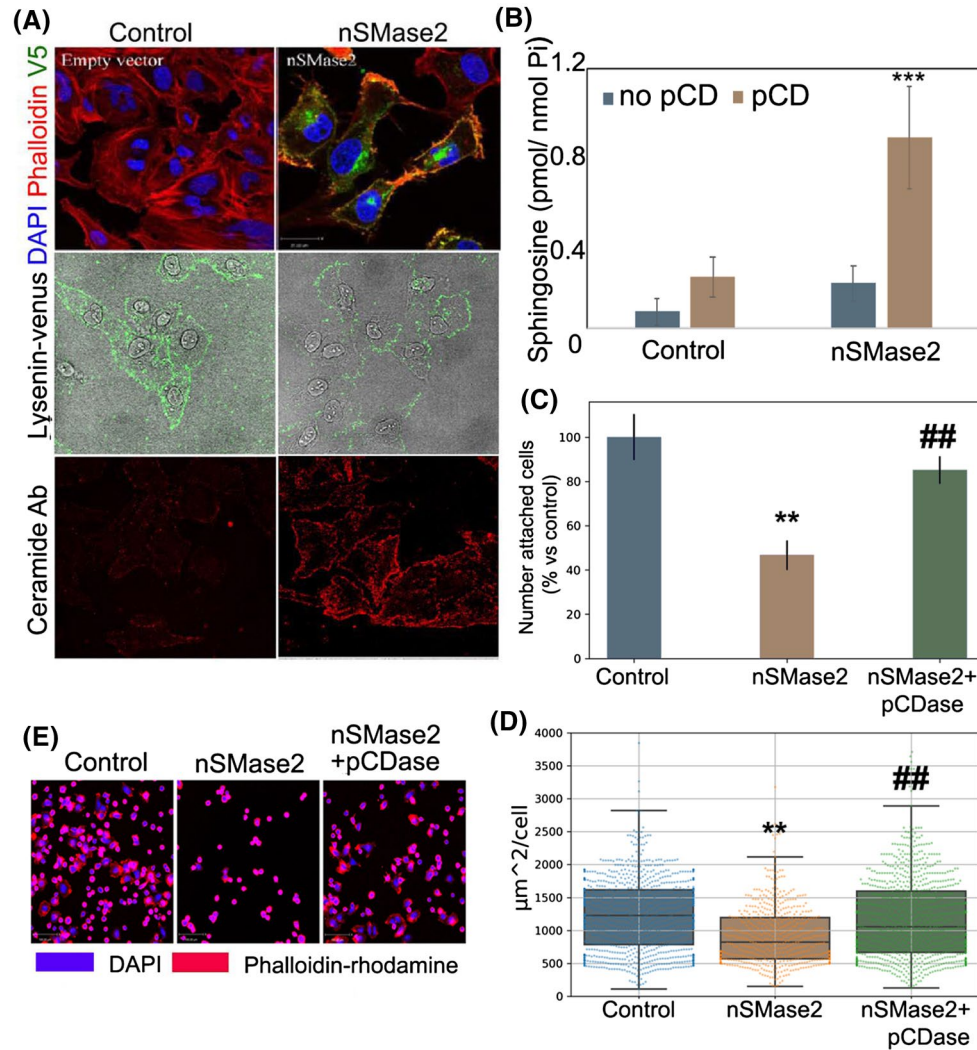 (A)
Control
nSMase2
Empty vector
nSMase2
Lysenin-venus DAPI Phalloidin V5
Ceramide Ab
(B)
Sphingosine (pmol/ nmol Pi)
1.2
0.8
0.4
0
no pCD
pCD
***
Control
nSMase2
(C)
Number attached cells
(% vs control)
100
80
60
40
20
0
**
##
Control
nSMase2
nSMase2+
pCDase
(D)
μm^2/cell
4000
3500
3000
2500
2000
1500
1000
500
0
**
##
Control
nSMase2
nSMase2+
pCDase
(E)
Control
nSMase2
nSMase2
+pCDase
DAPI
Phalloidin-rhodamine